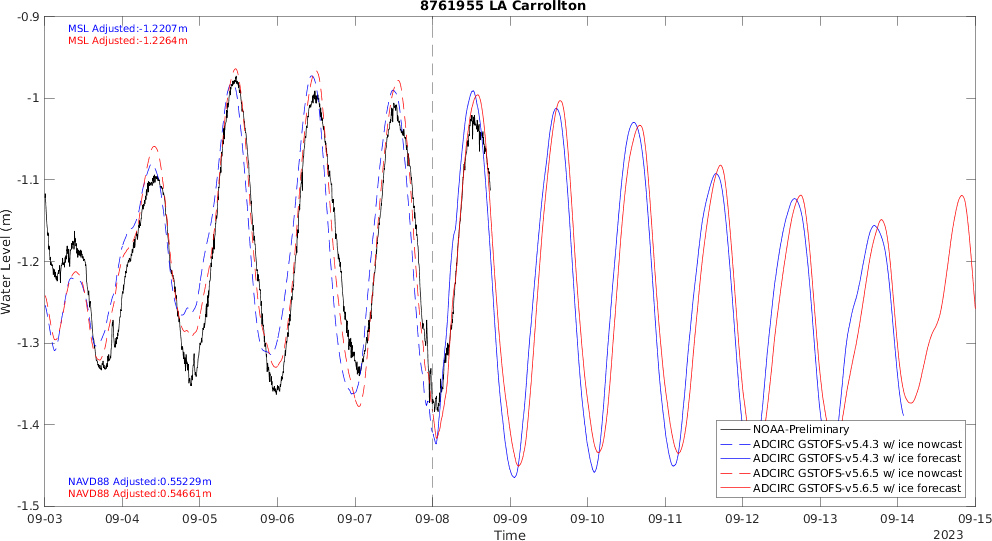 8761955 LA Carrollton
MSL Adjusted:-1.2207m
MSL Adjusted:-1.2264m
-0.9
-1
-1.1
-1.2
-1.3
-1.4
-1.5
Water Level (m)
NAVD88 Adjusted:0.55229m
NAVD88 Adjusted:0.54661m
NOAA-Preliminary
ADCIRC GSTOFS-v5.4.3 w/ ice nowcast
ADCIRC GSTOFS-v5.4.3 w/ ice forecast
ADCIRC GSTOFS-v5.6.5 w/ ice nowcast
ADCIRC GSTOFS-v5.6.5 w/ ice forecast
09-03 09-04 09-05 09-06 09-07 09-08 09-09 09-10 09-11 09-12 09-13 09-14 09-15
Time
2023